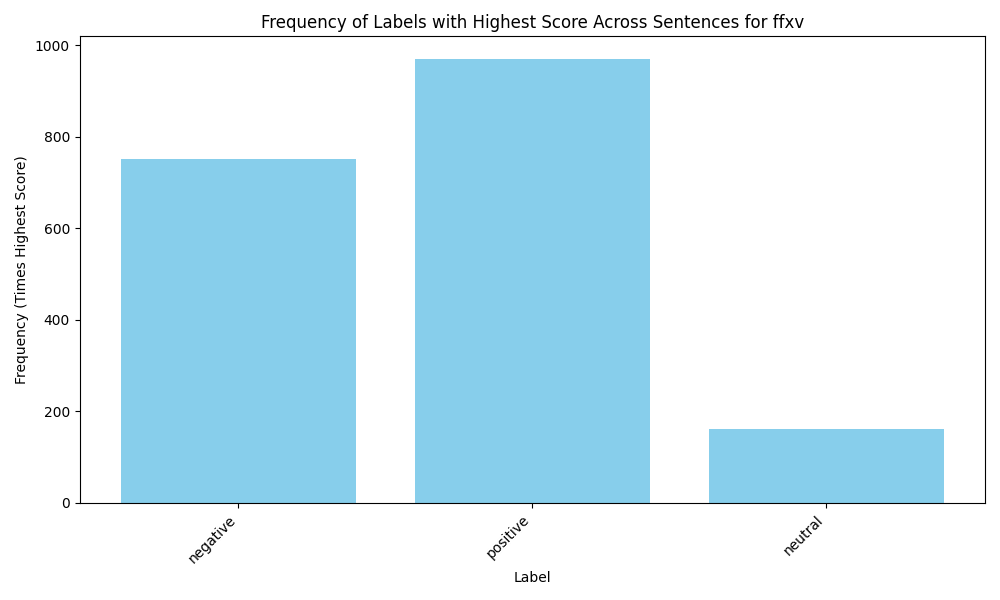 Frequency of Labels with Highest Score Across Sentences for ffxv
Frequency (Times Highest Score)
1000
800
600
400
200
0
negative
positive
neutral
Label